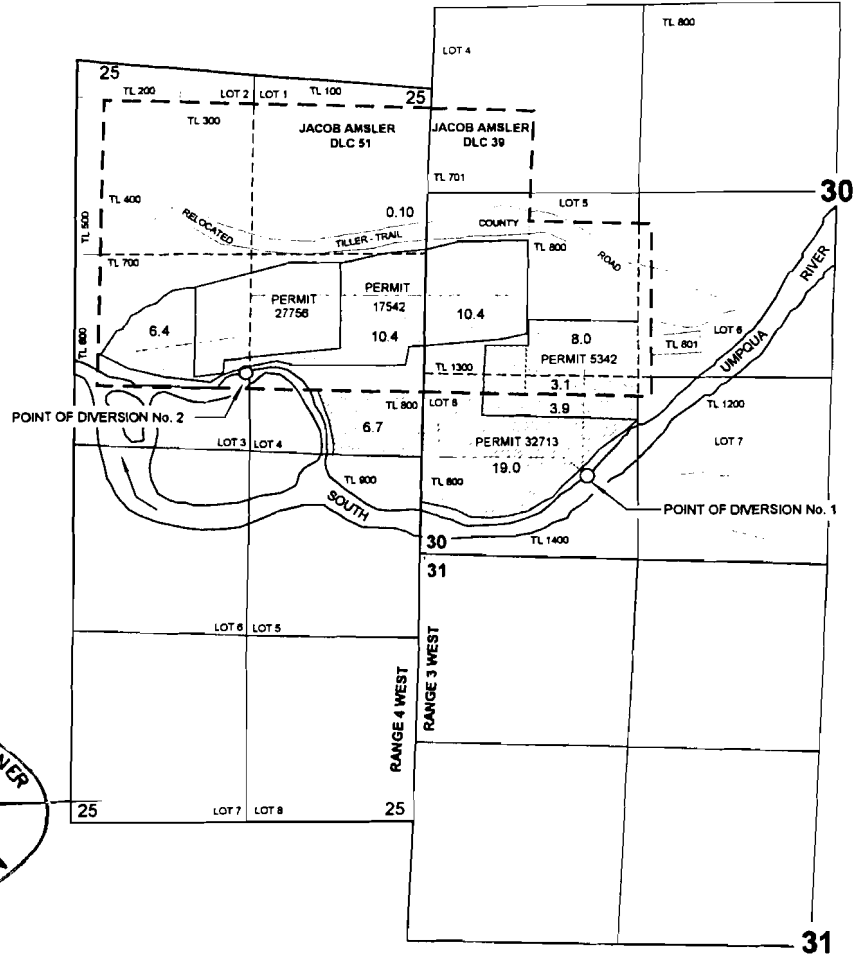 TL 800
LOT 4
25
TL 200
LOT 2
LOT 1
TL 100
25
TL 300
JACOB AMSLER
DLC 51
JACOB AMSLER
DLC 39
TL 701
30
TL 400
LOT 5
0.10
RELOCATED
TILLER - TRAIL
COUNTY
ROAD
TL 500
TL 800
TL 700
RIVER
UMPQUA
PERMIT
27756
PERMIT
17542
10.4
10.4
6.4
8.0
LOT 6
TL 801
PERMIT 5342
TL 600
TL 1300
3.1
TL 800
LOT 8
3.9
TL 1200
POINT OF DIVERSION No. 2
6.7
LOT 3
LOT 4
PERMIT 32713
LOT 7
19.0
TL 900
TL 800
SOUTH
POINT OF DIVERSION No. 1
30
TL 1400
31
LOT 6
LOT 5
RANGE 4 WEST
RANGE 3 WEST
25
LOT 7
LOT 8
25
31